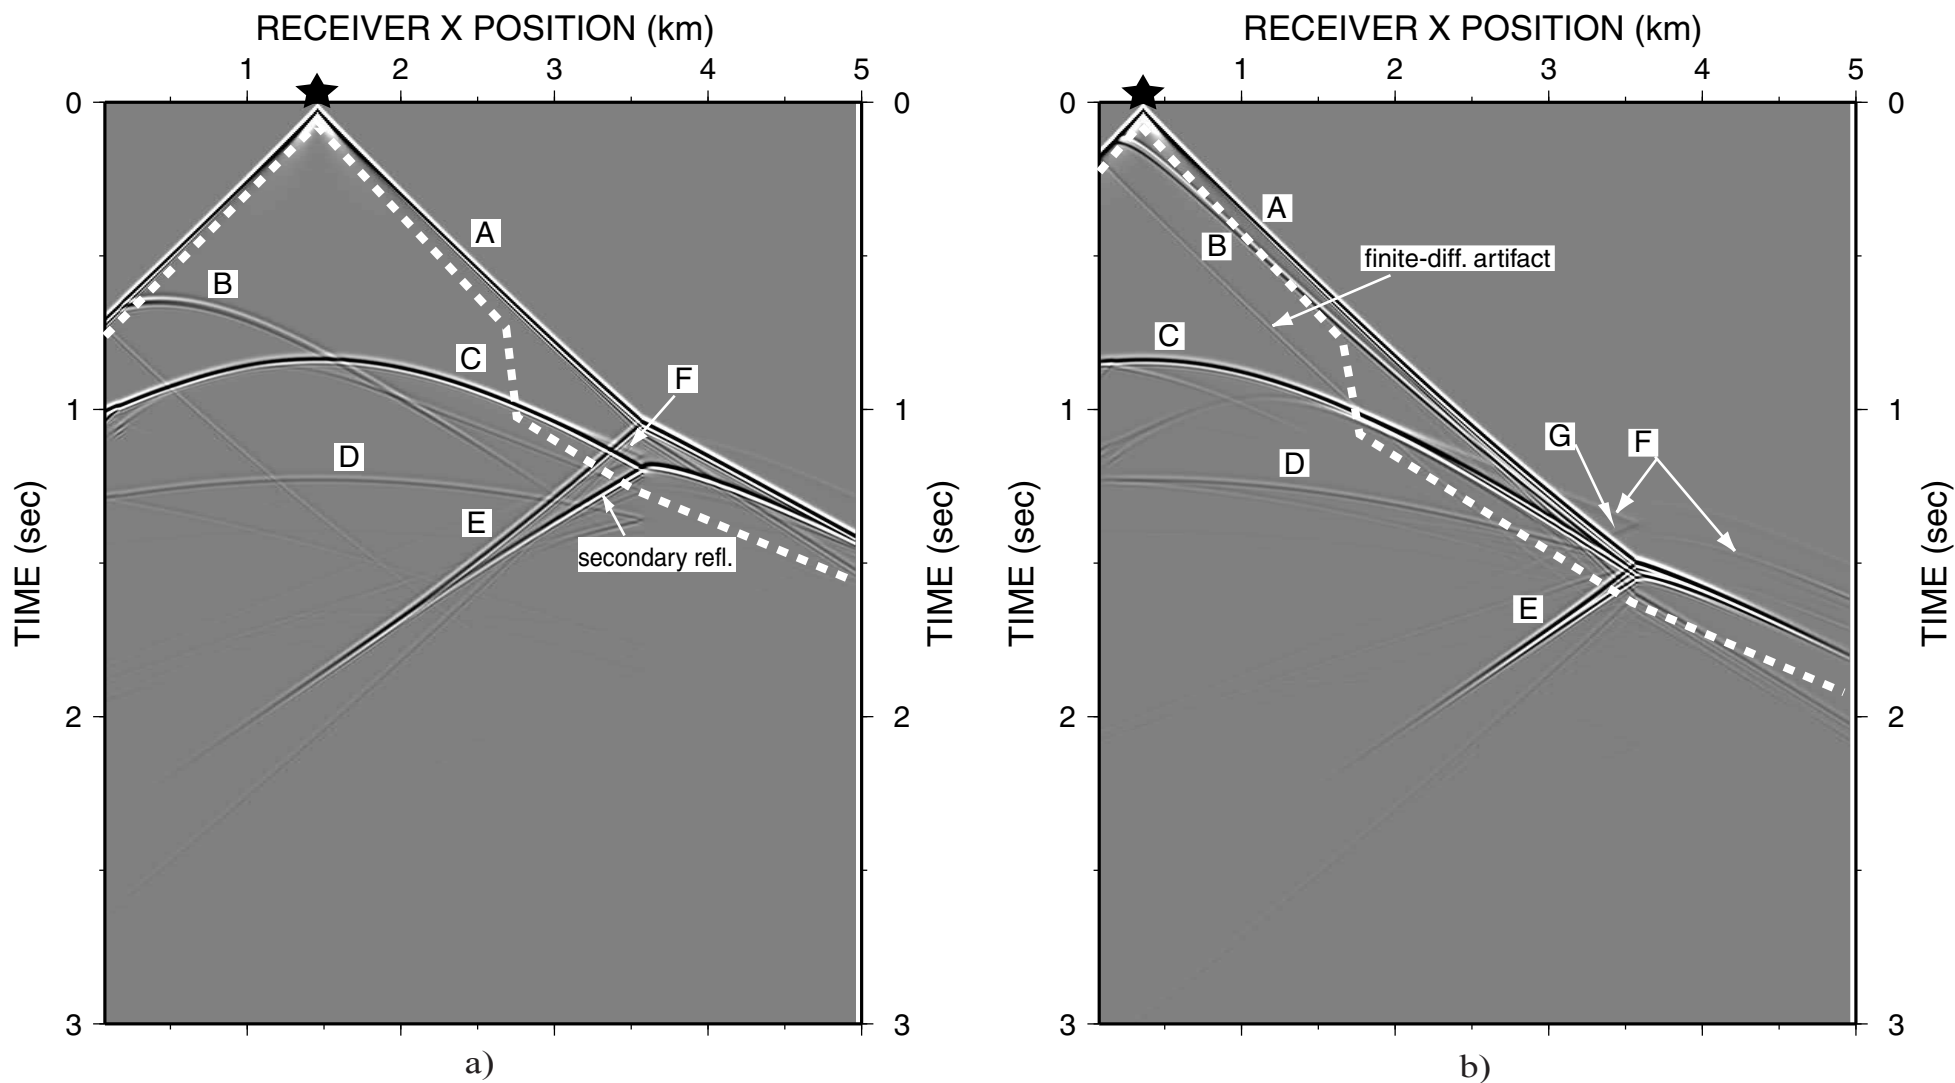 RECEIVER X POSITION (km)
1 2 3 4 5
0 0
A
B
C
F
1 1
D
E
secondary refl.
TIME (sec)
TIME (sec)
2 2
3 3
a)
RECEIVER X POSITION (km)
1 2 3 4 5
0 0
A
B
finite-diff. artifact
C
1 1
G F
D
E
TIME (sec)
TIME (sec)
2 2
3 3
b)